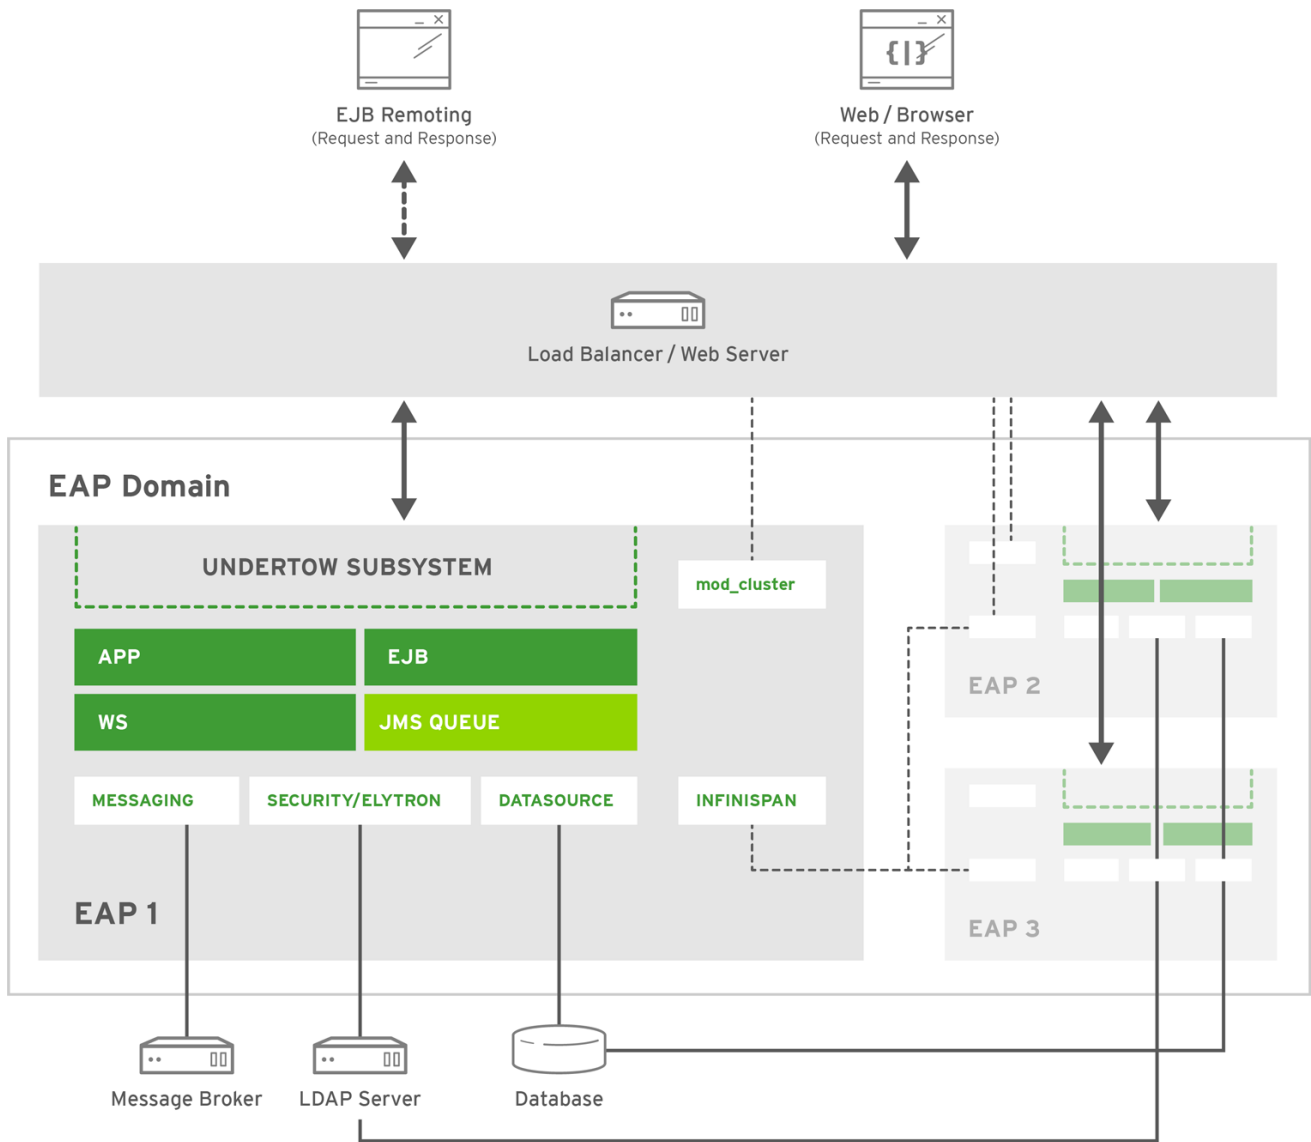 EJB Remoting
(Request and Response)
{|}
Web / Browser
(Request and Response)
Load Balancer / Web Server
EAP Domain
UNDERTOW SUBSYSTEM
mod_cluster
APP
EJB
WS
JMS QUEUE
MESSAGING
SECURITY/ELYTRON
DATASOURCE
INFINISPAN
EAP 1
EAP 2
EAP 3
Message Broker
LDAP Server
Database